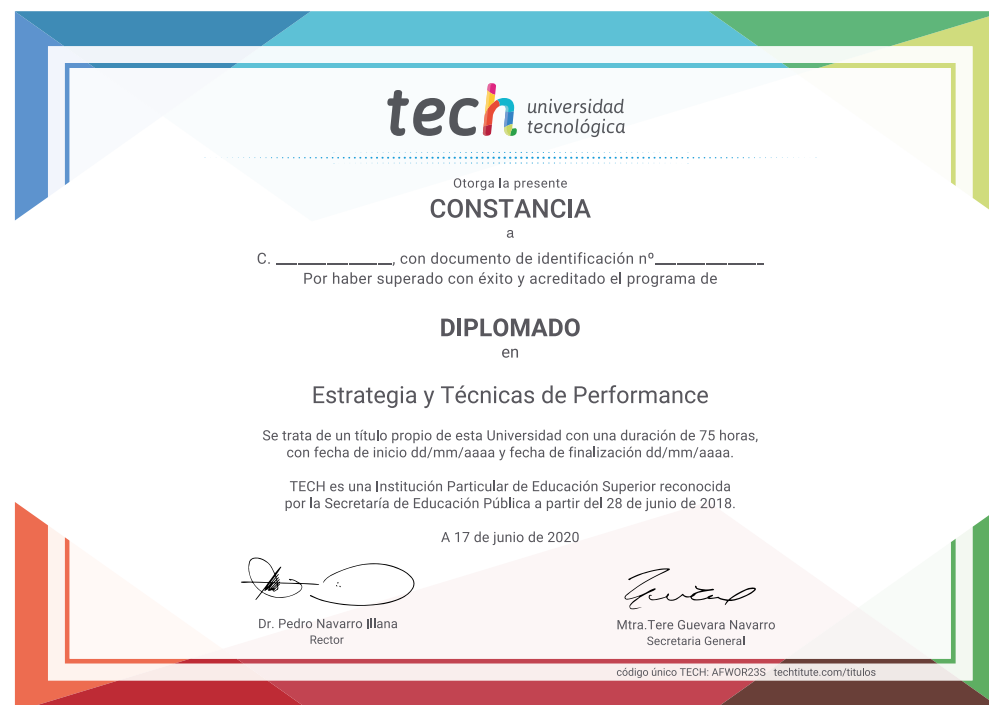 tech universidad
tecnológica
Otorga la presente
CONSTANCIA
a
C. ____________, con documento de identificación nº____________
Por haber superado con éxito y acreditado el programa de
DIPLOMADO
en
Estrategia y Técnicas de Performance
Se trata de un título propio de esta Universidad con una duración de 75 horas,
con fecha de inicio dd/mm/aaaa y fecha de finalización dd/mm/aaaa.
TECH es una Institución Particular de Educación Superior reconocida
por la Secretaría de Educación Pública a partir del 28 de junio de 2018.
A 17 de junio de 2020
Dr. Pedro Navarro Illana
Rector
Mtra.Tere Guevara Navarro
Secretaria General
código único TECH: AFWOR23S techtitute.com/titulos